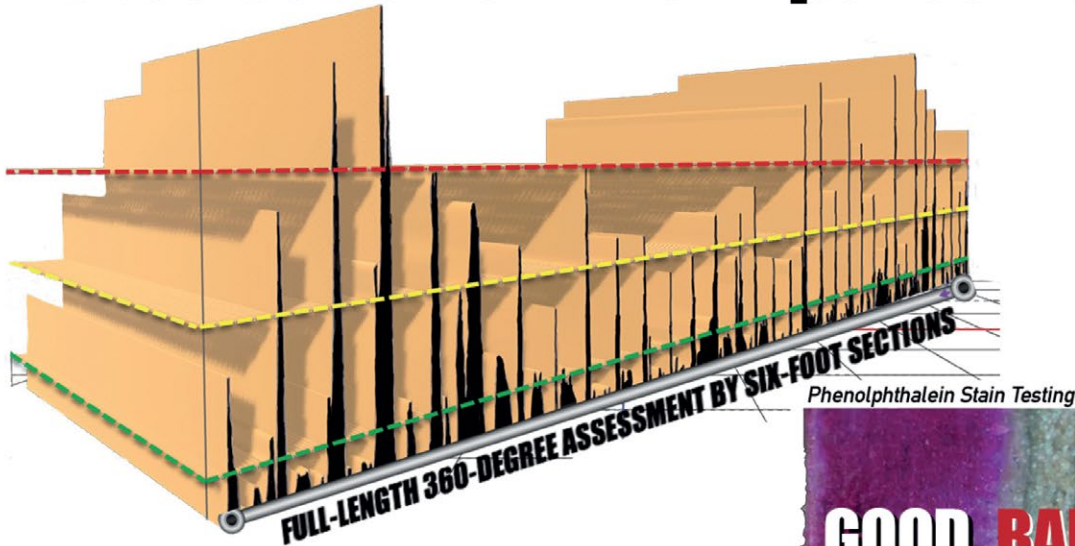 FULL-LENGTH 360-DEGREE ASSESSMENT BY SIX-FOOT SECTIONS
Phenolphthalein Stain Testing
GOOD